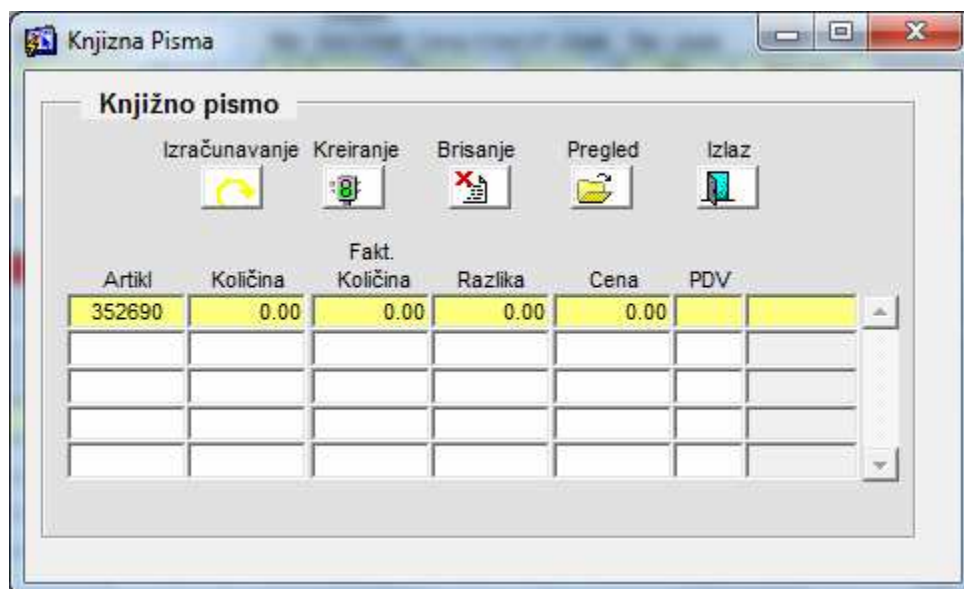 Knjizna Pisma
Knjižno pismo
Izračunavanje Kreiranje Brisanje Pregled Izlaz
Fakt.
Artikl Količina Količina Razlika Cena PDV
352690 0.00 0.00 0.00 0.00